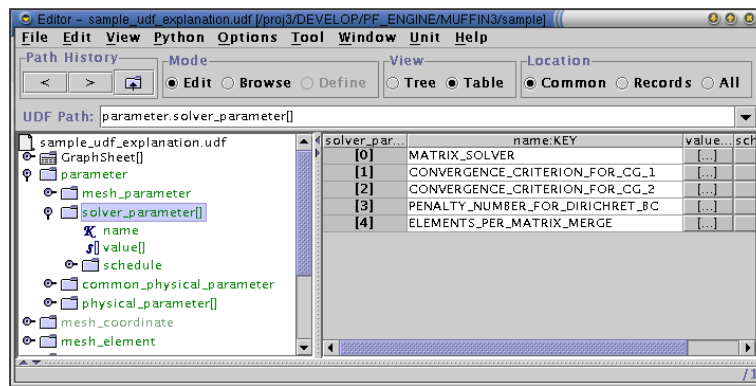 Editor - sample_udf_explanation.udf [/proj3/DEVELOP/PF_ENGINE/MUFFIN3/sample]
File Edit View Python Options Tool Window Unit Help
Path History Mode View Location
< > Edit Browse Define Tree Table Common Records All
UDF Path: parameter.solver_parameter[]
sample_udf_explanation.udf
GraphSheet[]
parameter
mesh_parameter
solver_parameter[]
K name
s[] value[]
schedule
common_physical_parameter
physical_parameter[]
mesh_coordinate
mesh_element
solver_par... name:KEY value... sch
[0] MATRIX_SOLVER [...]
[1] CONVERGENCE_CRITERION_FOR_CG_1 [...]
[2] CONVERGENCE_CRITERION_FOR_CG_2 [...]
[3] PENALTY_NUMBER_FOR_DIRICHRET_BC [...]
[4] ELEMENTS_PER_MATRIX_MERGE [...]
/1